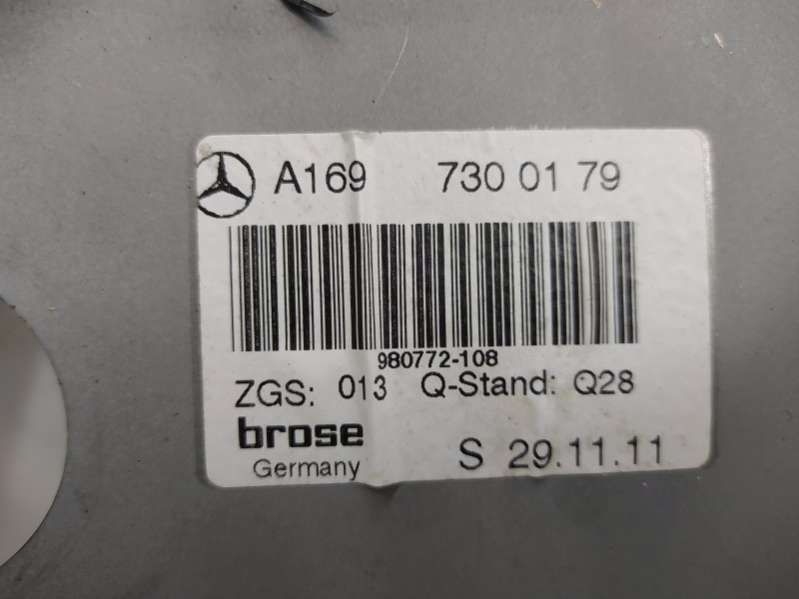 A169 730 01 79
980772-108
ZGS: 013 Q-Stand: Q28
brose
Germany S 29.11.11